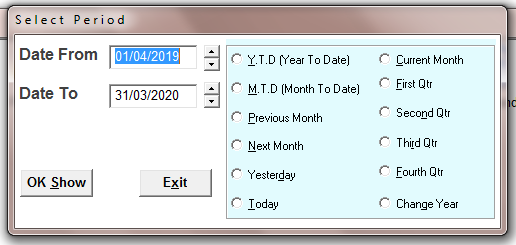 Select Period
Date From 01/04/2019
Date To 31/03/2020
OK Show
Exit
Y.T.D (Year To Date)
M.T.D (Month To Date)
Previous Month
Next Month
Yesterday
Today
Current Month
First Qtr
Second Qtr
Third Qtr
Fourth Qtr
Change Year